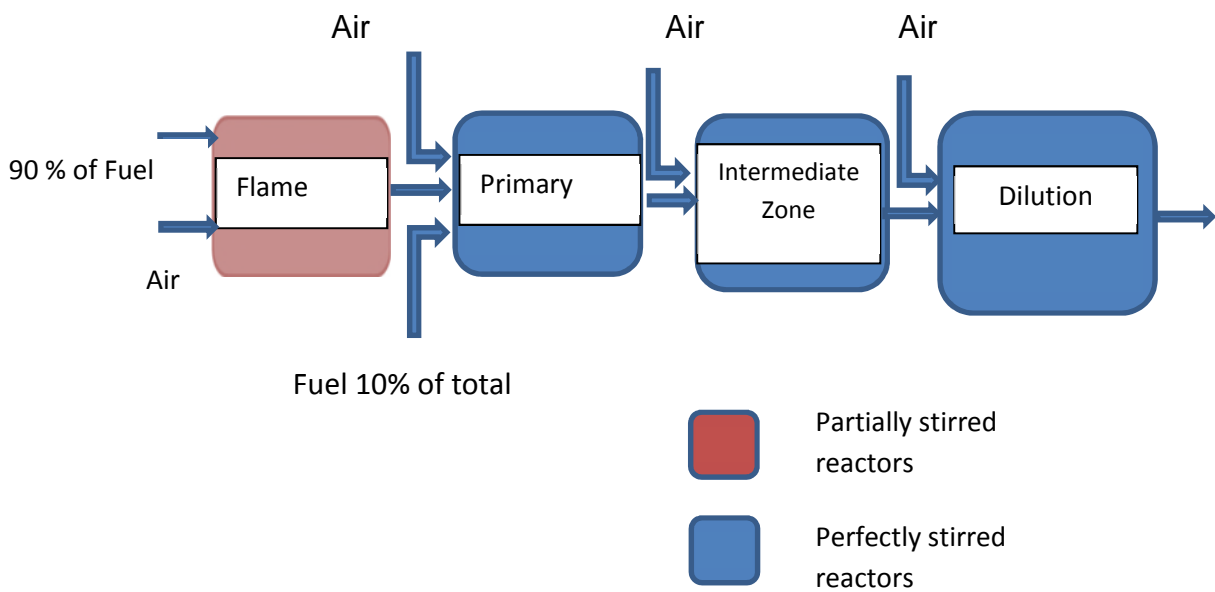 Air
Air
Air
90 % of Fuel
Flame
Primary
Intermediate
Zone
Dilution
Air
Fuel 10% of total
Partially stirred
reactors
Perfectly stirred
reactors